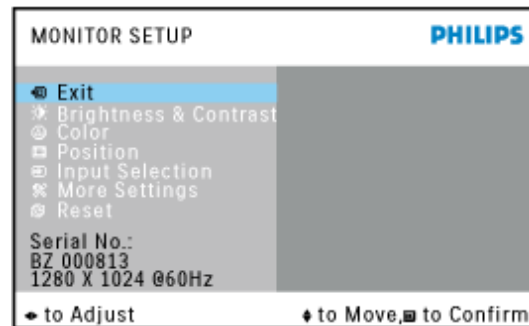 MONITOR SETUP
PHILIPS
Exit
Brightness & Contrast
Color
Position
Input Selection
More Settings
Reset
Serial No.:
BZ 000813
1280 X 1024 @60Hz
to Adjust
to Move, to Confirm